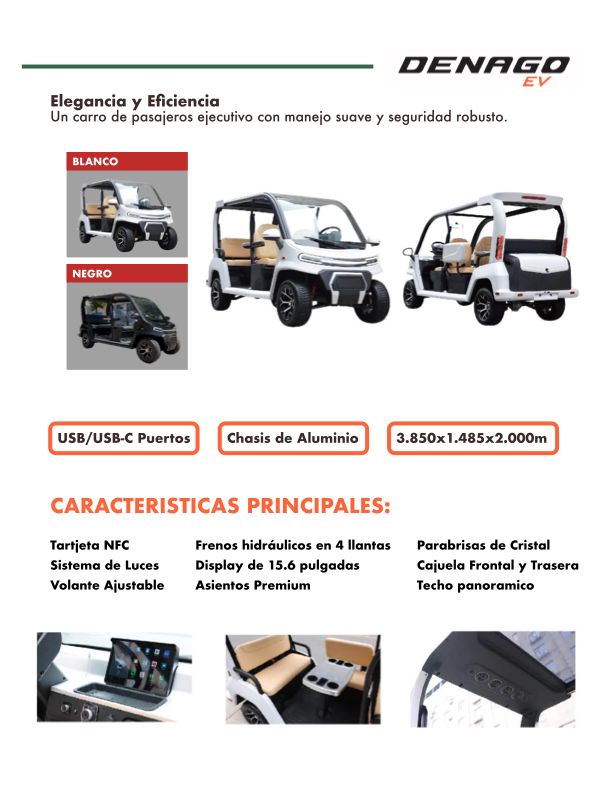 DENAGO
EV
Elegancia y Eficiencia
Un carro de pasajeros ejecutivo con manejo suave y seguridad robusto.
BLANCO
NEGRO
USB/USB-C Puertos
Chasis de Aluminio
3.850x1.485x2.000m
CARACTERISTICAS PRINCIPALES:
Tartjeta NFC
Sistema de Luces
Volante Ajustable
Frenos hidráulicos en 4 llantas
Display de 15.6 pulgadas
Asientos Premium
Parabrisas de Cristal
Cajuela Frontal y Trasera
Techo panoramico